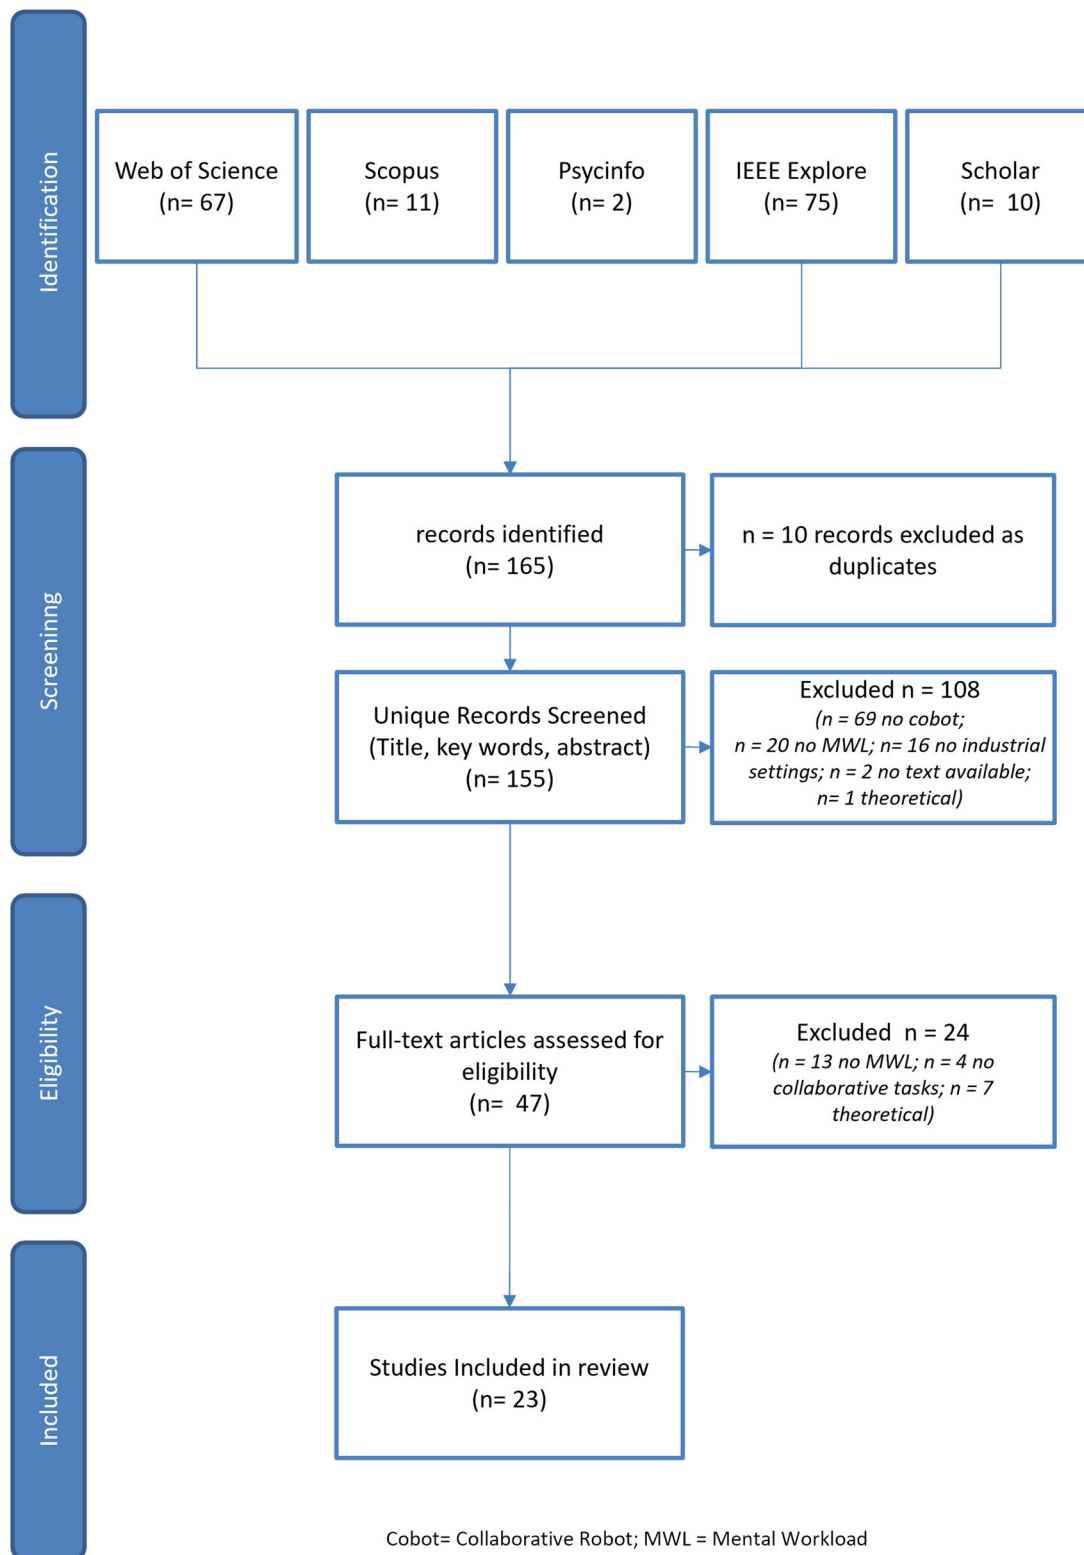 Identification
Web of Science
(n= 67)
Scopus
(n= 11)
Psycinfo
(n= 2)
IEEE Explore
(n= 75)
Scholar
(n=  10)
Screeninng
records identified
(n= 165)
n = 10 records excluded as
duplicates
Unique Records Screened
(Title, key words, abstract)
(n= 155)
Excluded n = 108
(n = 69 no cobot;
n = 20 no MWL; n= 16 no industrial
settings; n = 2 no text available;
n= 1 theoretical)
Eligibility
Full-text articles assessed for
eligibility
(n=  47)
Excluded  n = 24
(n = 13 no MWL; n = 4 no
collaborative tasks; n = 7
theoretical)
Included
Studies Included in review
(n= 23)
Cobot= Collaborative Robot; MWL = Mental Workload